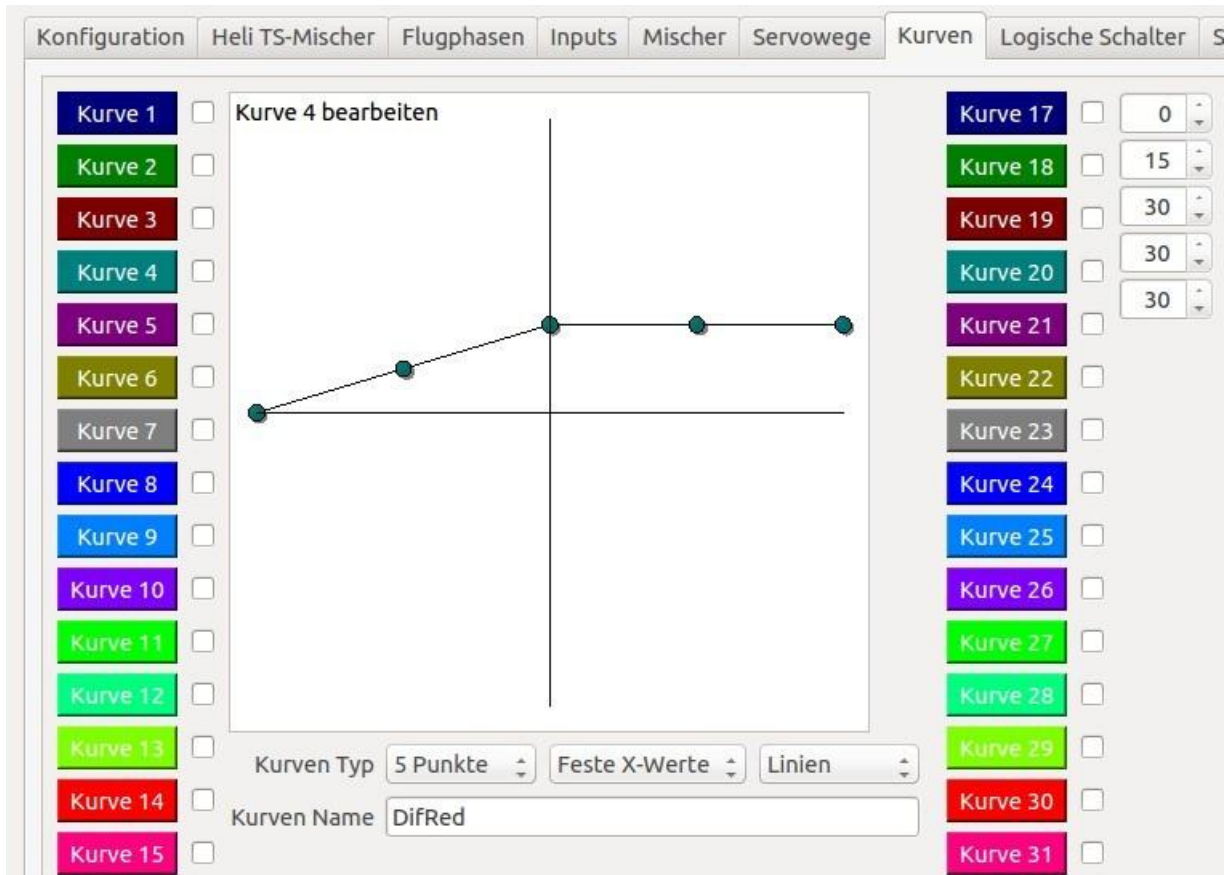 Konfiguration Heli TS-Mischer Flugphasen Inputs Mischer Servowege Kurven Logische Schalter S
Kurve 1
Kurve 2
Kurve 3
Kurve 4
Kurve 5
Kurve 6
Kurve 7
Kurve 8
Kurve 9
Kurve 10
Kurve 11
Kurve 12
Kurve 13
Kurve 14
Kurve 15
Kurve 4 bearbeiten
Kurven Typ 5 Punkte Feste X-Werte Linien
Kurven Name DifRed
Kurve 17
Kurve 18
Kurve 19
Kurve 20
Kurve 21
Kurve 22
Kurve 23
Kurve 24
Kurve 25
Kurve 26
Kurve 27
Kurve 28
Kurve 29
Kurve 30
Kurve 31
0
15
30
30
30